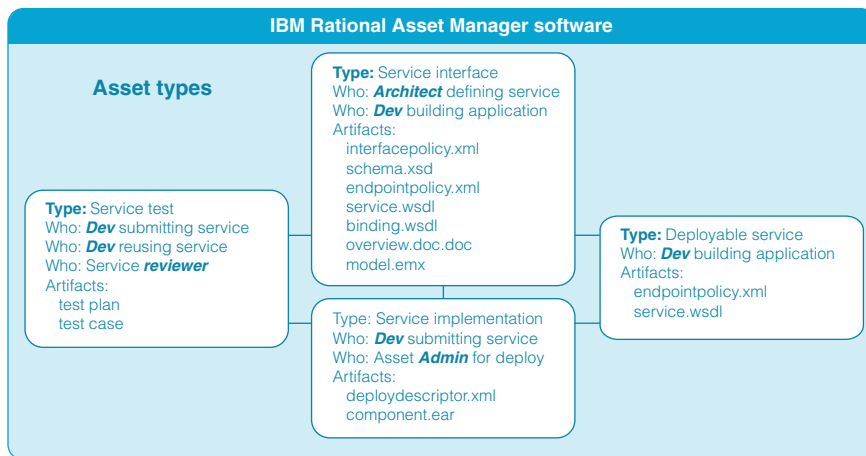 IBM Rational Asset Manager software
Asset types
Type: Service interface
Who: Architect defining service
Who: Dev building application
Artifacts:
interfacepolicy.xml
schema.xsd
endpointpolicy.xml
service.wsdl
binding.wsdl
overview.doc.doc
model.emx
Type: Service test
Who: Dev submitting service
Who: Dev reusing service
Who: Service reviewer
Artifacts:
test plan
test case
Type: Deployable service
Who: Dev building application
Artifacts:
endpointpolicy.xml
service.wsdl
Type: Service implementation
Who: Dev submitting service
Who: Asset Admin for deploy
Artifacts:
deploydescriptor.xml
component.ear